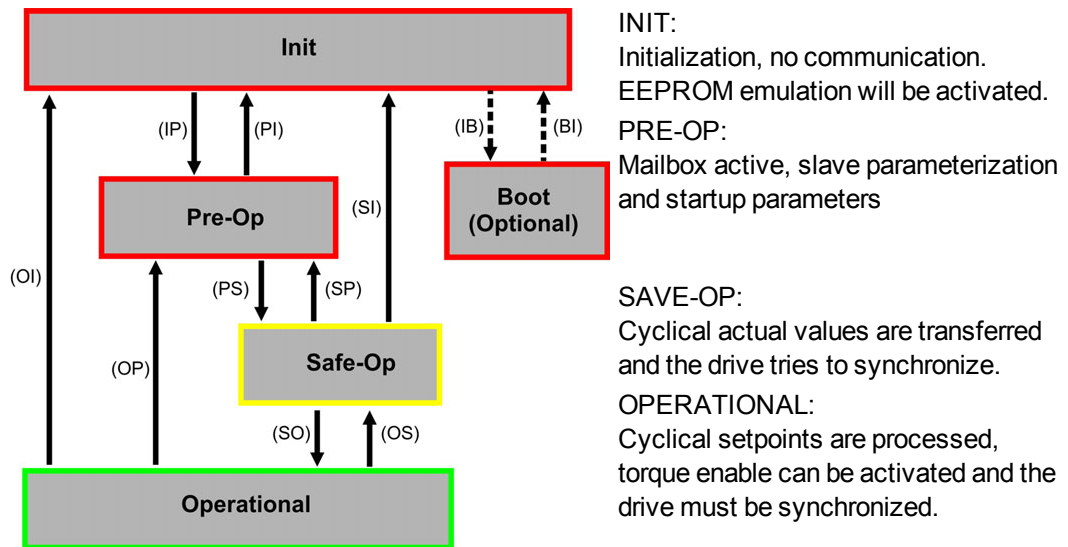 Init
(IP)
(PI)
(IB)
(BI)
Pre-Op
(SI)
Boot
(Optional)
(OI)
(PS)
(SP)
(OP)
Safe-Op
(SO)
(OS)
Operational
INIT:
Initialization, no communication.
EEPROM emulation will be activated.
PRE-OP:
Mailbox active, slave parameterization
and startup parameters
SAVE-OP:
Cyclical actual values are transferred
and the drive tries to synchronize.
OPERATIONAL:
Cyclical setpoints are processed,
torque enable can be activated and the
drive must be synchronized.